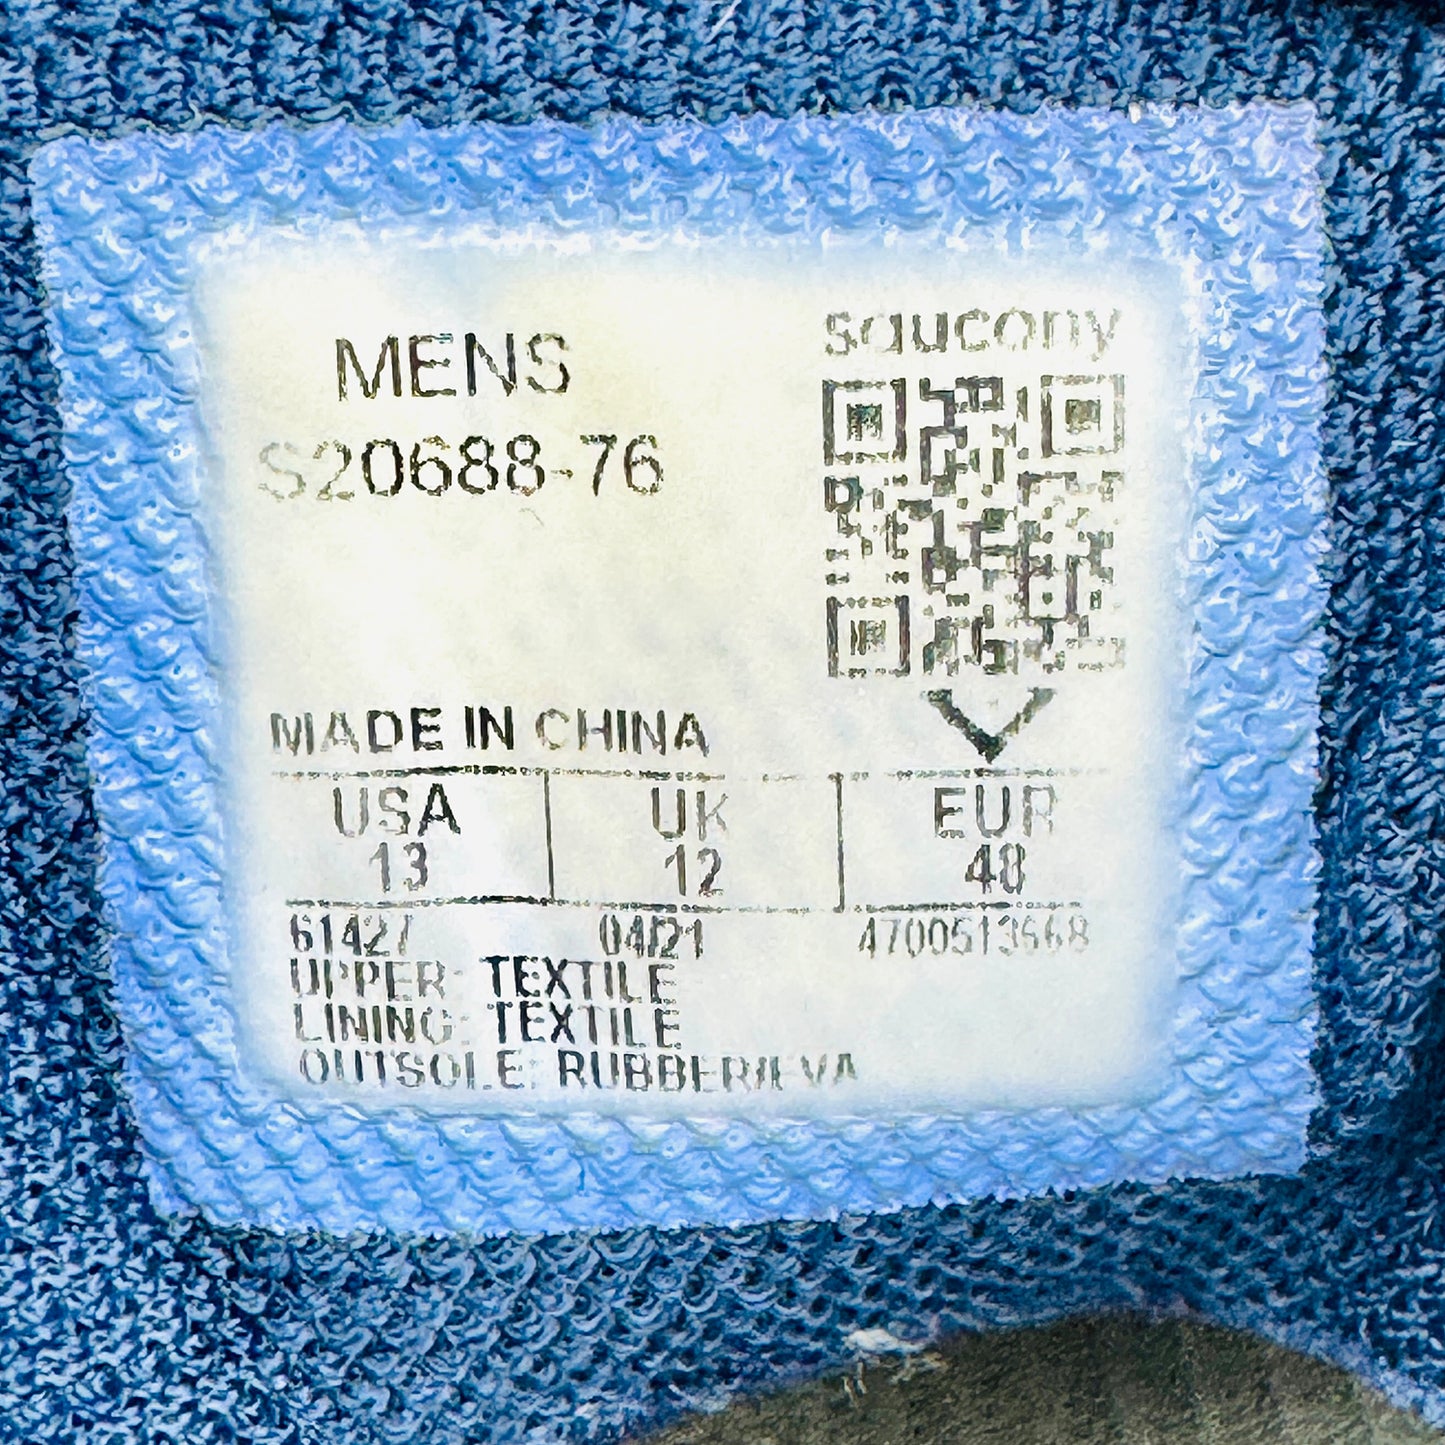 MENS
saucony
S20688-76
MADE IN CHINA
USA UK EUR
13 12 48
61427 04/21 4700513668
UPPER: TEXTILE
LINING: TEXTILE
OUTSOLE: RUBBER/EVA